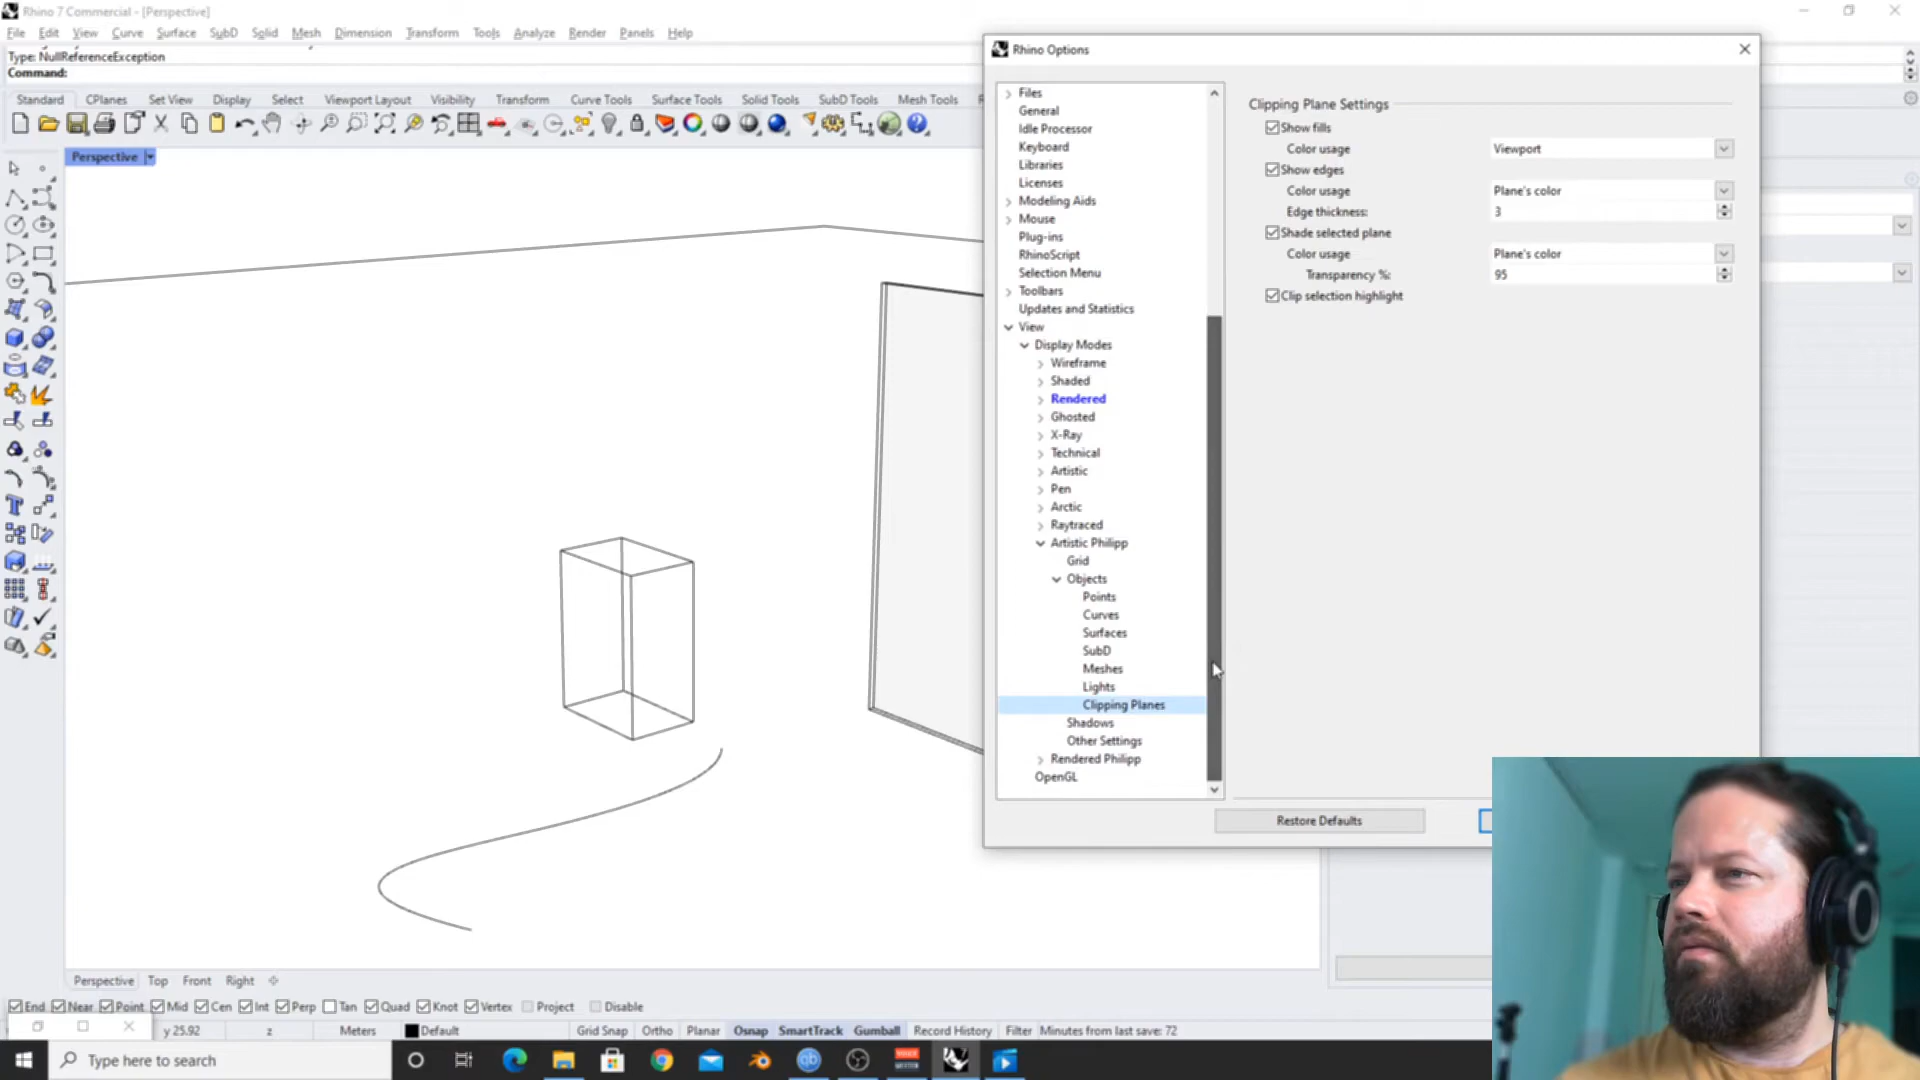 Rhino 7 Commercial - [Perspective]
File Edit View Curve Surface SubD Solid Mesh Dimension Transform Tools Analyze Render Panels Help
Type: NullReferenceException
Command:
Standard CPlanes Set View Display Select Viewport Layout Visibility Transform Curve Tools Surface Tools Solid Tools SubD Tools Mesh Tools
Perspective
Rhino Options
Files
General
Idle Processor
Keyboard
Libraries
Licenses
Modeling Aids
Mouse
Plug-ins
RhinoScript
Selection Menu
Toolbars
Updates and Statistics
View
Display Modes
Wireframe
Shaded
Rendered
Ghosted
X-Ray
Technical
Artistic
Pen
Arctic
Raytraced
Artistic Philipp
Grid
Objects
Points
Curves
Surfaces
SubD
Meshes
Lights
Clipping Planes
Shadows
Other Settings
Rendered Philipp
OpenGL
Clipping Plane Settings
Show fills
Color usage Viewport
Show edges
Color usage Plane's color
Edge thickness: 3
Shade selected plane
Color usage Plane's color
Transparency %: 95
Clip selection highlight
Restore Defaults
Perspective Top Front Right
End Near Point Mid Cen Int Perp Tan Quad Knot Vertex Project Disable
y 25.92 z Meters Default Grid Snap Ortho Planar Osnap SmartTrack Gumball Record History Filter Minutes from last save: 72
Type here to search